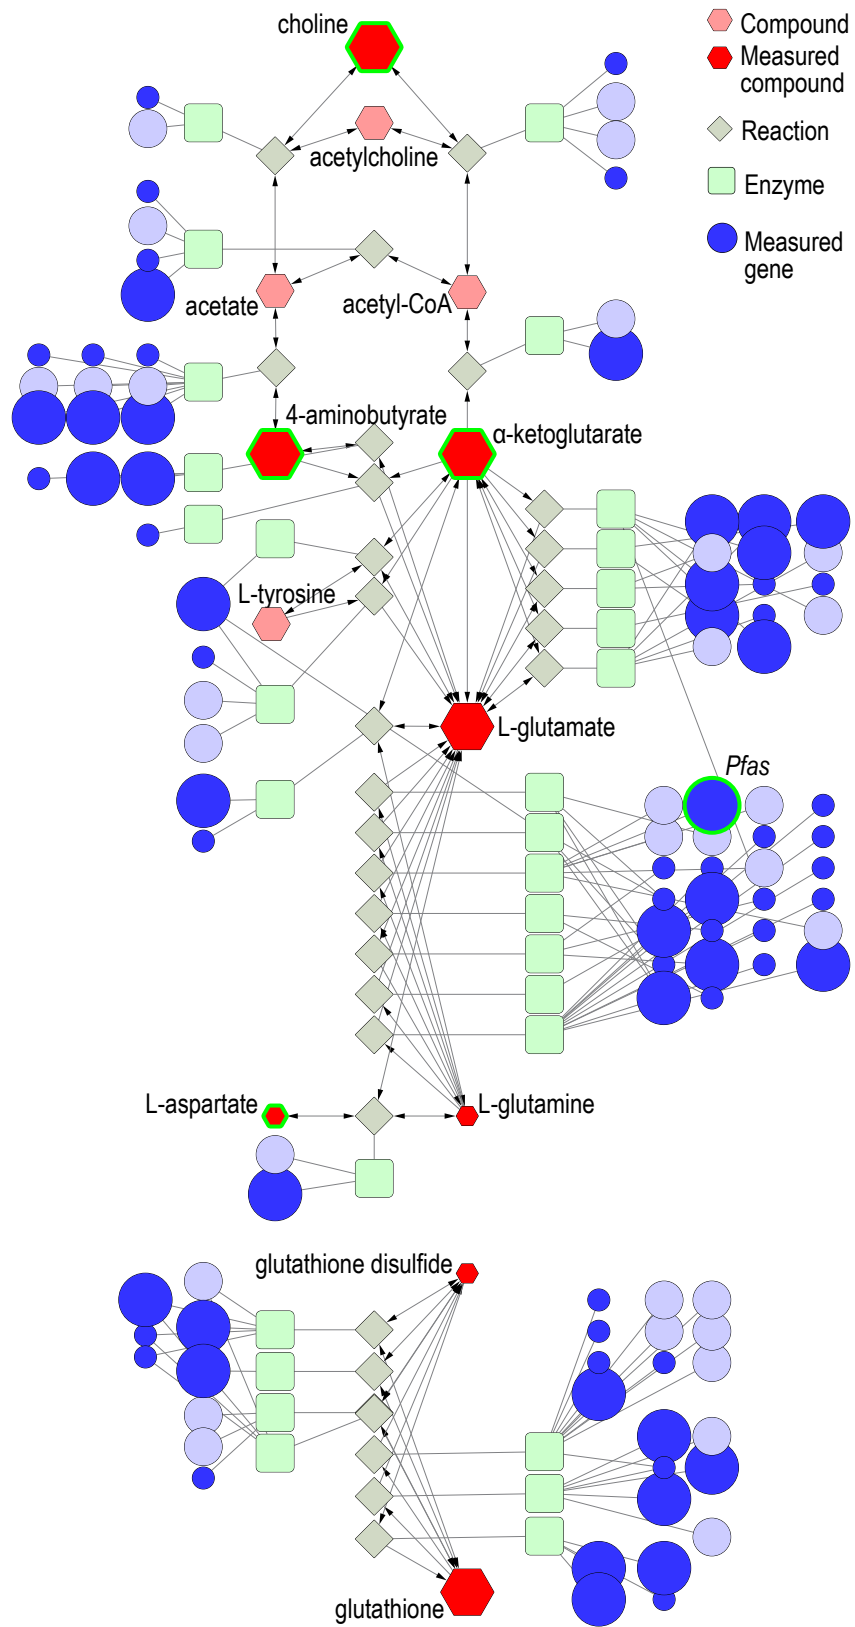 choline
Compound
Measured
compound
acetylcholine
Reaction
Enzyme
Measured
gene
acetate
acetyl-CoA
4-aminobutyrate
α-ketoglutarate
L-tyrosine
L-glutamate
Pfas
L-aspartate
L-glutamine
glutathione disulfide
glutathione